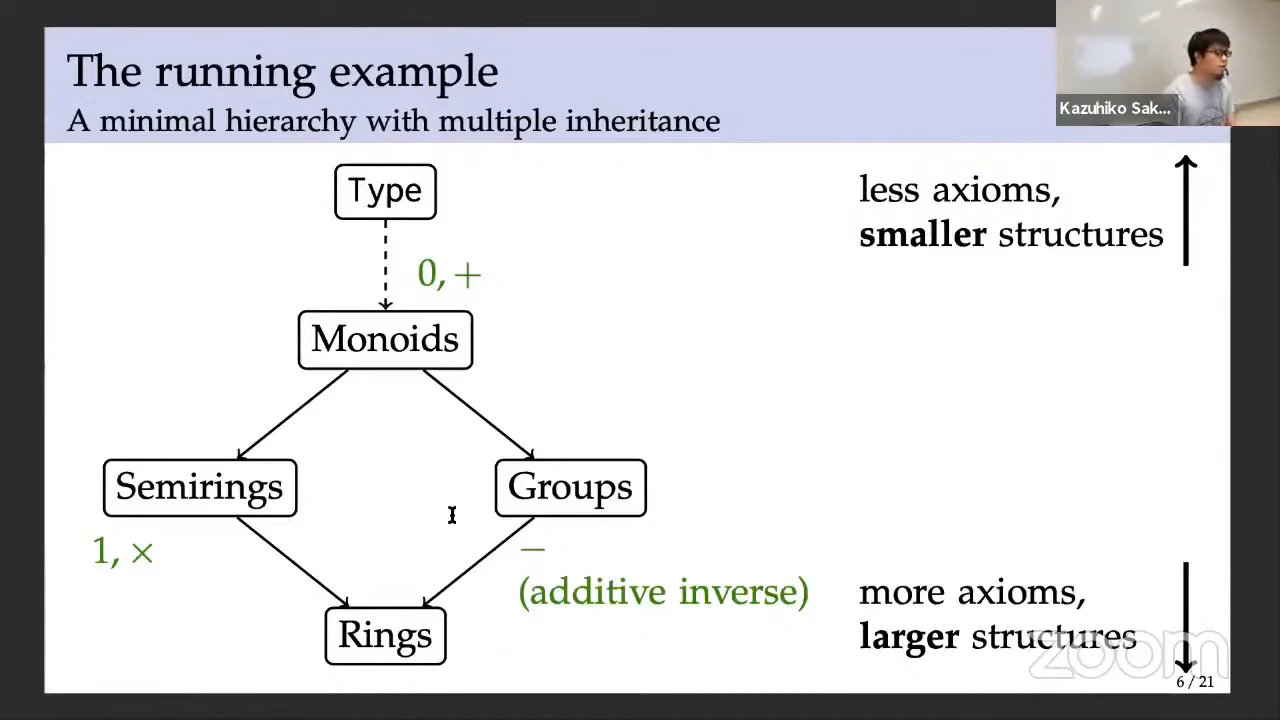 The running example
A minimal hierarchy with multiple inheritance
Kazuhiko Sak...
Type
less axioms,
smaller structures
0, +
Monoids
Semirings
Groups
1, ×
−
(additive inverse)
more axioms,
larger structures
Rings
zoom
6 / 21